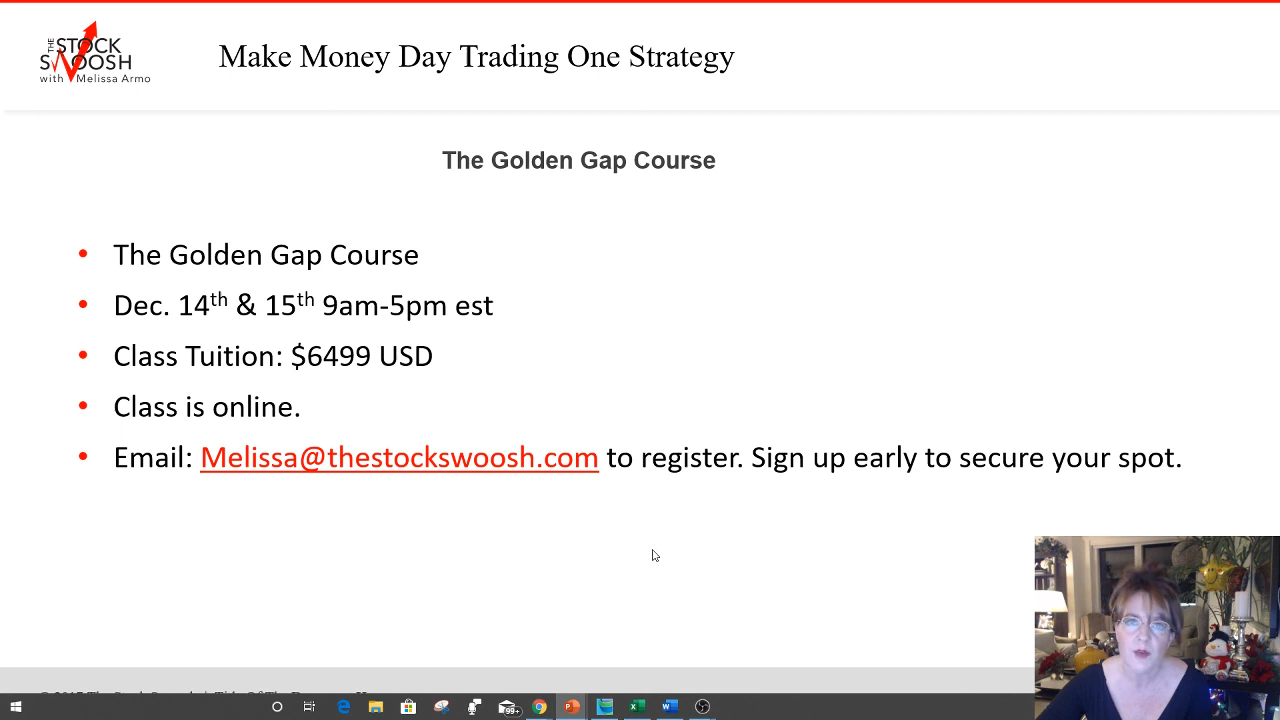 THE STOCK
SWOOSH
with Melissa Armo
Make Money Day Trading One Strategy
The Golden Gap Course
• The Golden Gap Course
• Dec. 14th & 15th 9am-5pm est
• Class Tuition: $6499 USD
• Class is online.
• Email: Melissa@thestockswoosh.com to register. Sign up early to secure your spot.
99+